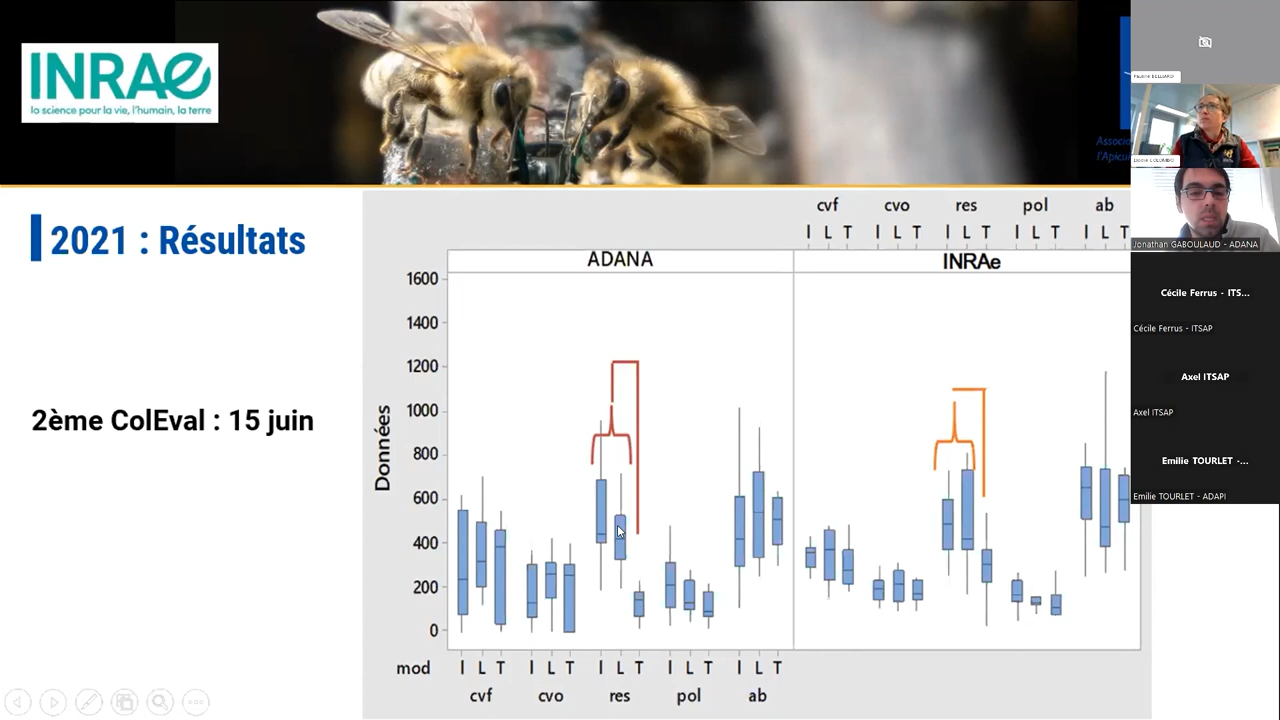 INRAE
la science pour la vie, l'humain, la terre
Associa
l'Apicu
2021 : Résultats
2ème ColEval : 15 juin
cvf cvo res pol ab
I L T I L T I L T I L T I L T
ADANA INRAe
Données
1600
1400
1200
1000
800
600
400
200
0
mod I L T I L T I L T I L T I L T
cvf cvo res pol ab
Jonathan GABOULAUD - ADANA
Cécile Ferrus - ITS...
Cécile Ferrus - ITSAP
Axel ITSAP
Axel ITSAP
Emilie TOURLET -...
Emilie TOURLET - ADAPI